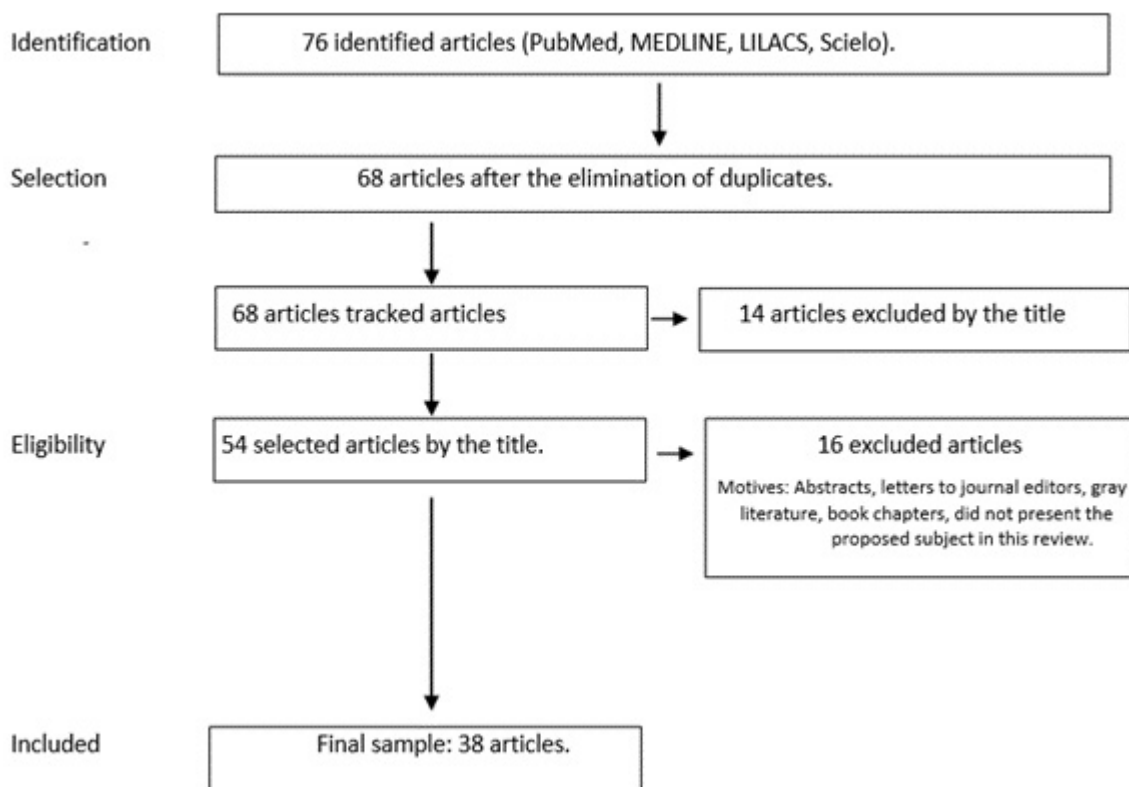 Identification
76 identified articles (PubMed, MEDLINE, LILACS, Scielo).
Selection
68 articles after the elimination of duplicates.
68 articles tracked articles
14 articles excluded by the title
Eligibility
54 selected articles by the title.
16 excluded articles
Motives: Abstracts, letters to journal editors, gray
literature, book chapters, did not present the
proposed subject in this review.
Included
Final sample: 38 articles.